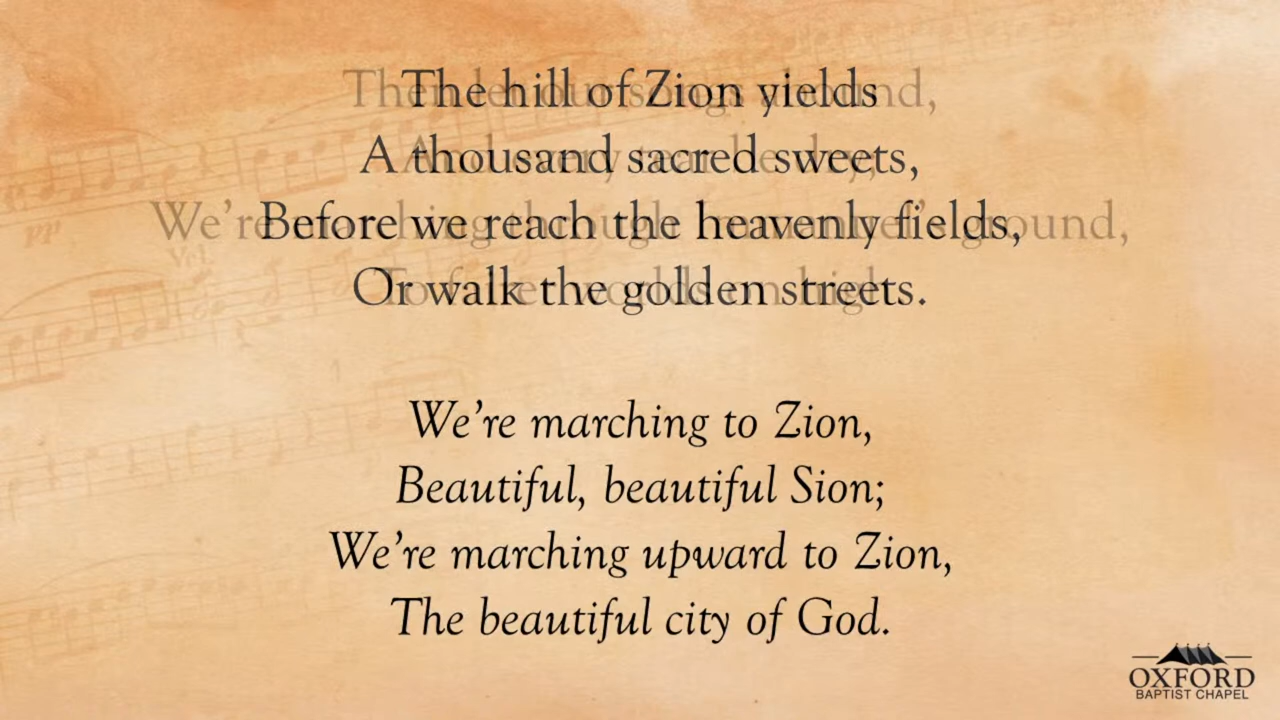 The hill of Zion yields
A thousand sacred sweets,
Before we reach the heavenly fields,
Or walk the golden streets.
We’re marching to Zion,
Beautiful, beautiful Sion;
We’re marching upward to Zion,
The beautiful city of God.
OXFORD
BAPTIST CHAPEL